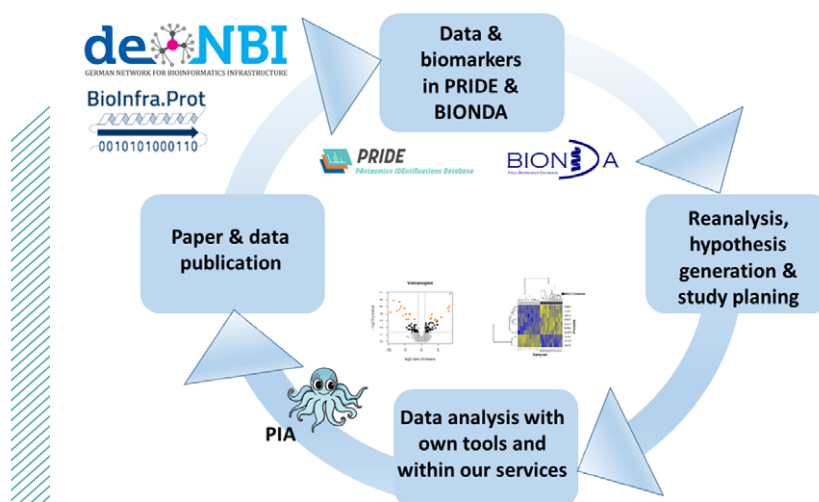 de.NBI
GERMAN NETWORK FOR BIOINFORMATICS INFRASTRUCTURE
BioInfra.Prot
0010101000110
Data &
biomarkers
in PRIDE &
BIONDA
PRIDE
PRoteomics IDEntifications Database
BIONDA
Paper & data
publication
Reanalysis,
hypothesis
generation &
study planing
Volcanoplot
PIA
Data analysis with
own tools and
within our services